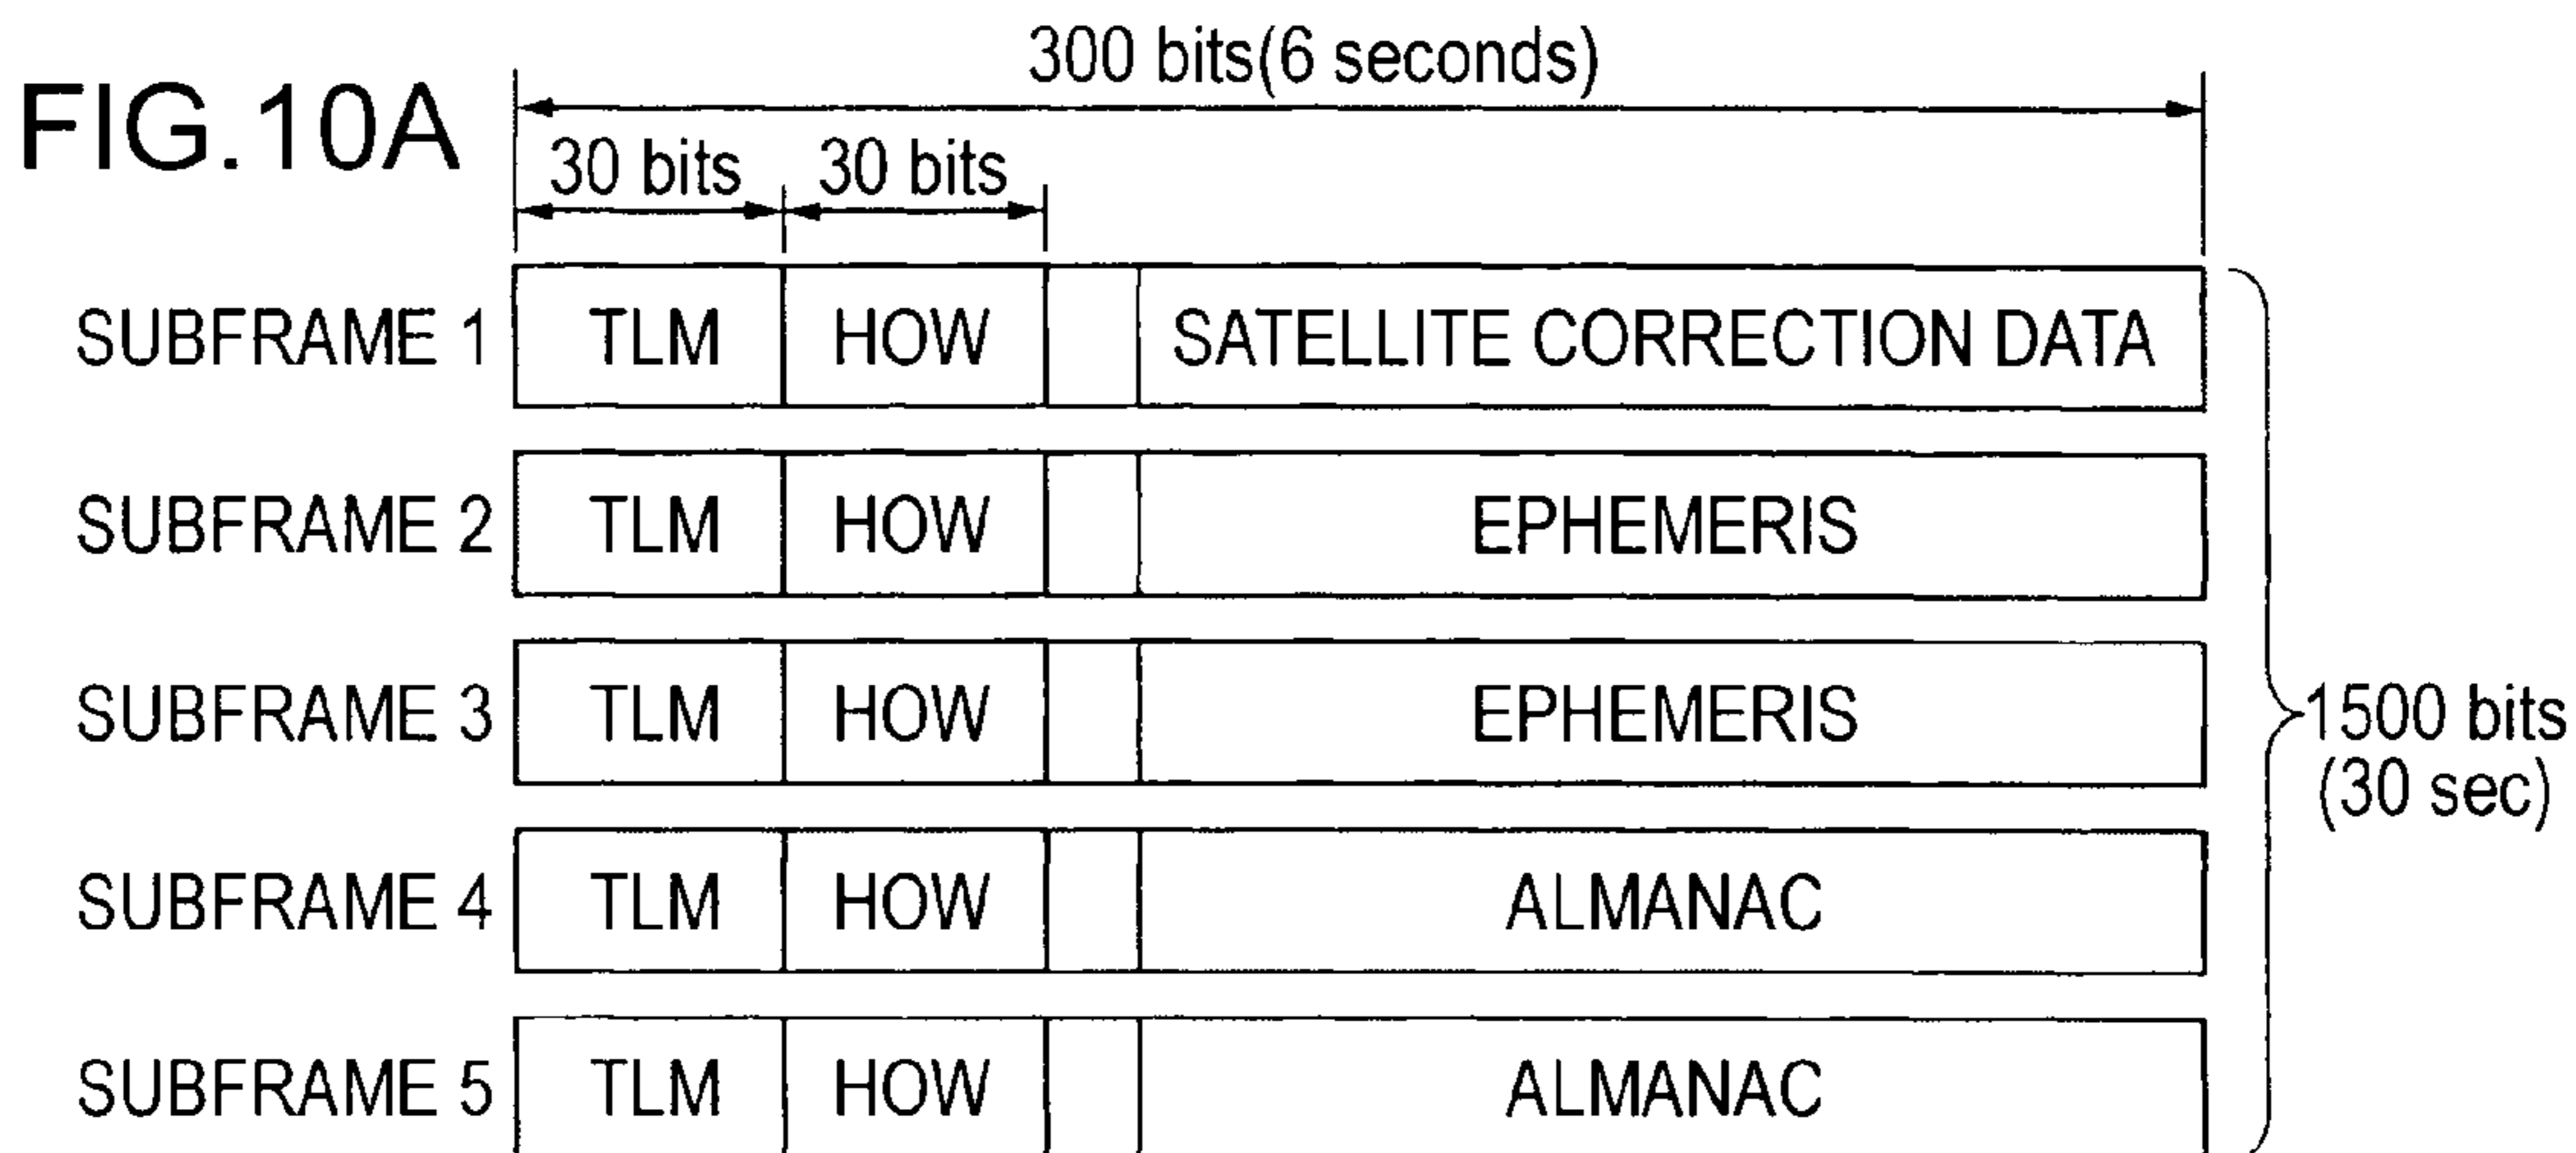 FIG.10A
300 bits(6 seconds)
30 bits 30 bits
SUBFRAME 1 TLM HOW SATELLITE CORRECTION DATA
SUBFRAME 2 TLM HOW EPHEMERIS
SUBFRAME 3 TLM HOW EPHEMERIS
1500 bits
(30 sec)
SUBFRAME 4 TLM HOW ALMANAC
SUBFRAME 5 TLM HOW ALMANAC